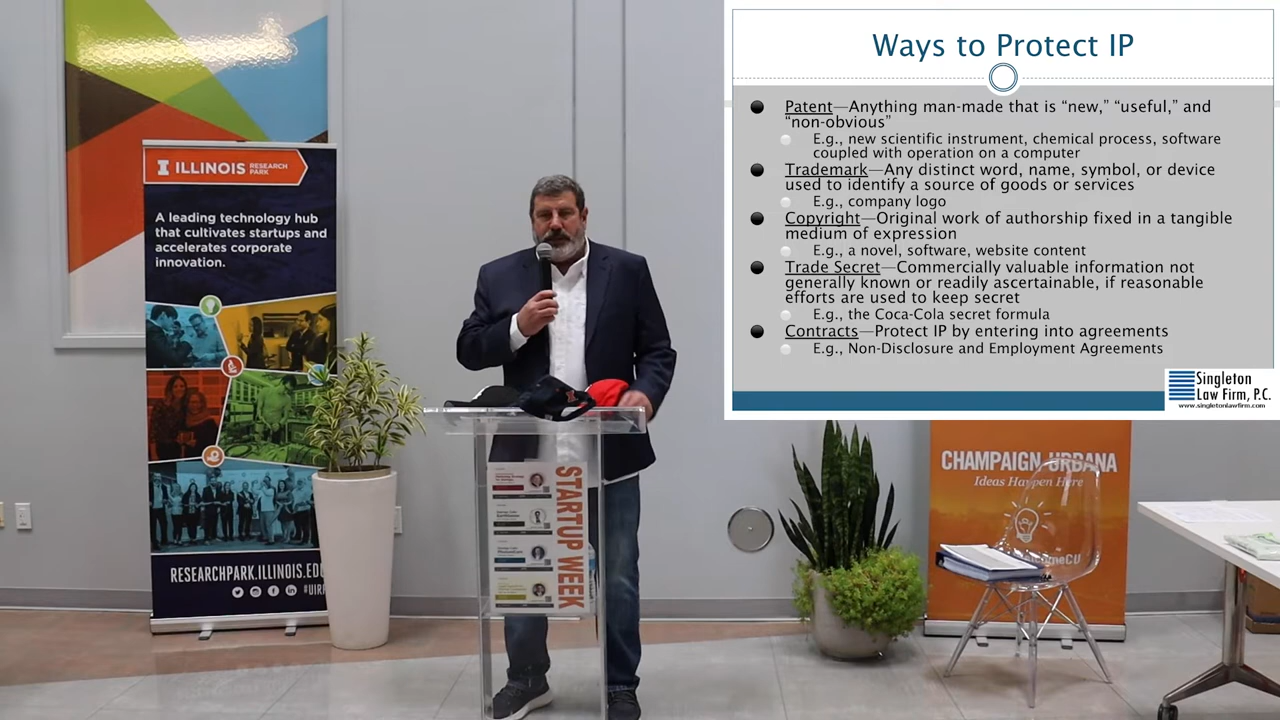 Ways to Protect IP
Patent—Anything man-made that is “new,” “useful,” and
“non-obvious”
E.g., new scientific instrument, chemical process, software
coupled with operation on a computer
Trademark—Any distinct word, name, symbol, or device
used to identify a source of goods or services
E.g., company logo
Copyright—Original work of authorship fixed in a tangible
medium of expression
E.g., a novel, software, website content
Trade Secret—Commercially valuable information not
generally known or readily ascertainable, if reasonable
efforts are used to keep secret
E.g., the Coca-Cola secret formula
Contracts—Protect IP by entering into agreements
E.g., Non-Disclosure and Employment Agreements
Singleton
Law Firm, P.C.
www.singletonlawfirm.com
ILLINOIS RESEARCH
PARK
A leading technology hub
that cultivates startups and
accelerates corporate
innovation.
RESEARCHPARK.ILLINOIS.EDU
STARTUP WEEK
CHAMPAIGN URBANA
Ideas Happen Here